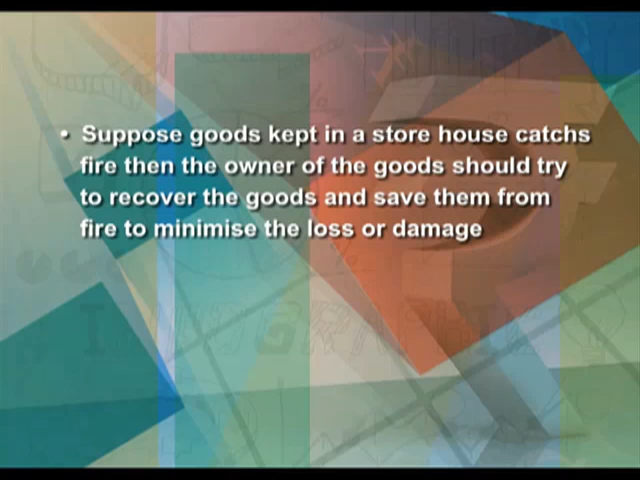 • Suppose goods kept in a store house catchs
fire then the owner of the goods should try
to recover the goods and save them from
fire to minimise the loss or damage